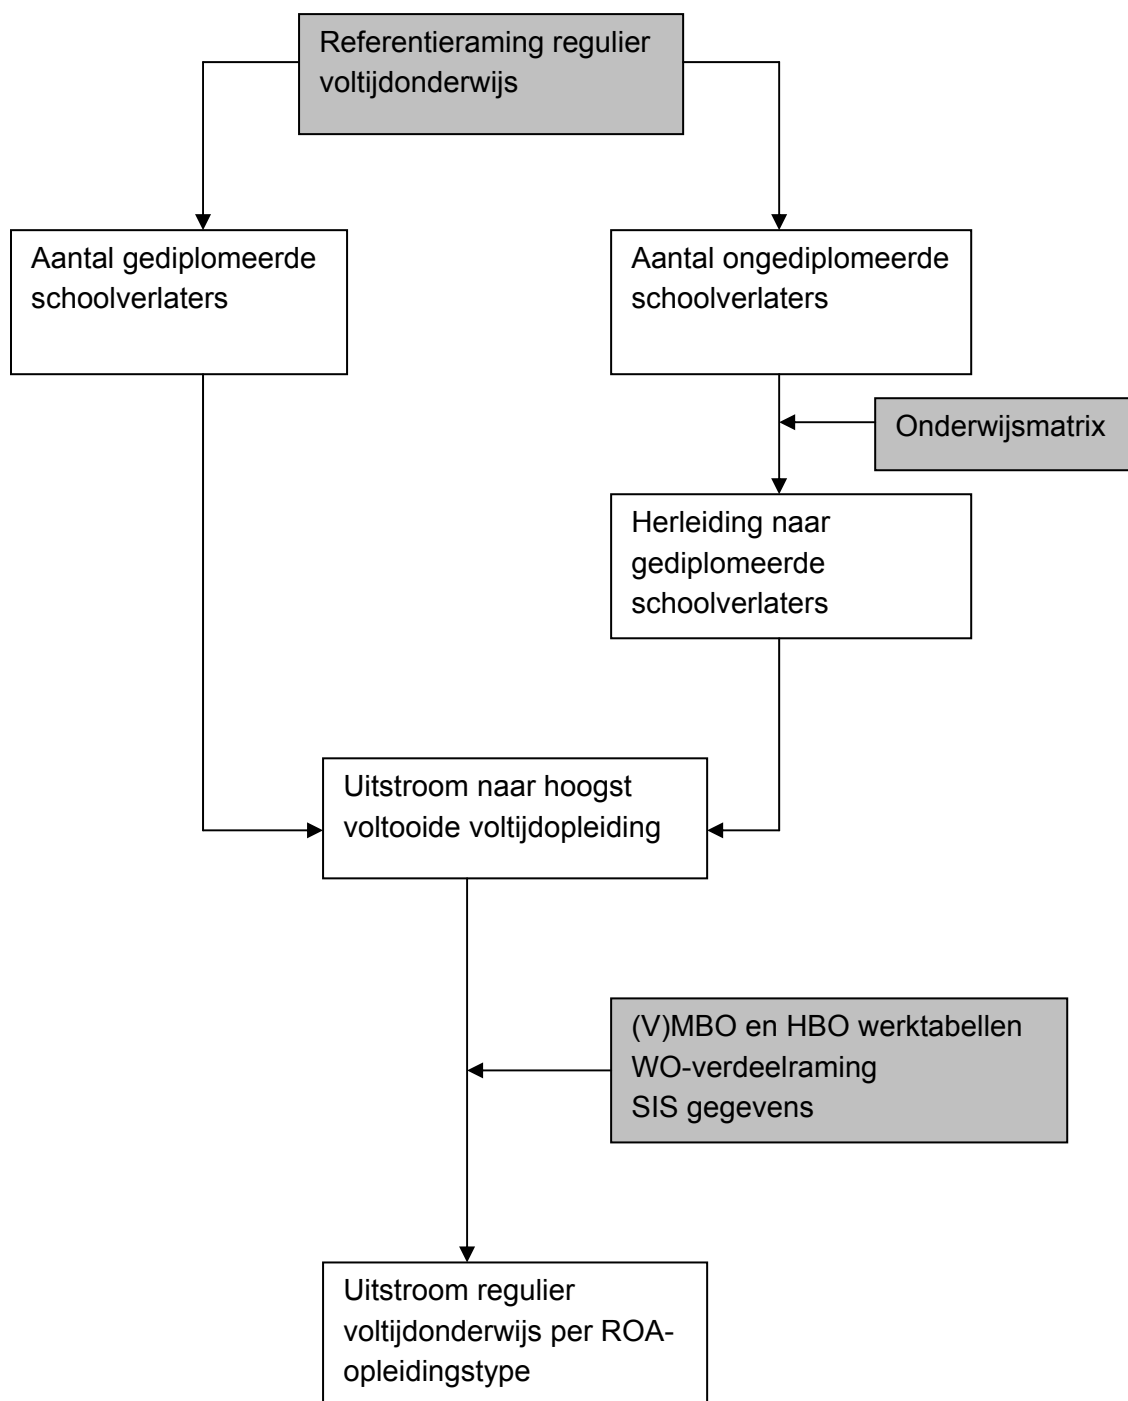 Referentieraming regulier
voltijdonderwijs
Aantal gediplomeerde
schoolverlaters
Aantal ongediplomeerde
schoolverlaters
Onderwijsmatrix
Herleiding naar
gediplomeerde
schoolverlaters
Uitstroom naar hoogst
voltooide voltijdopleiding
(V)MBO en HBO werktabellen
WO-verdeelraming
SIS gegevens
Uitstroom regulier
voltijdonderwijs per ROA-
opleidingstype